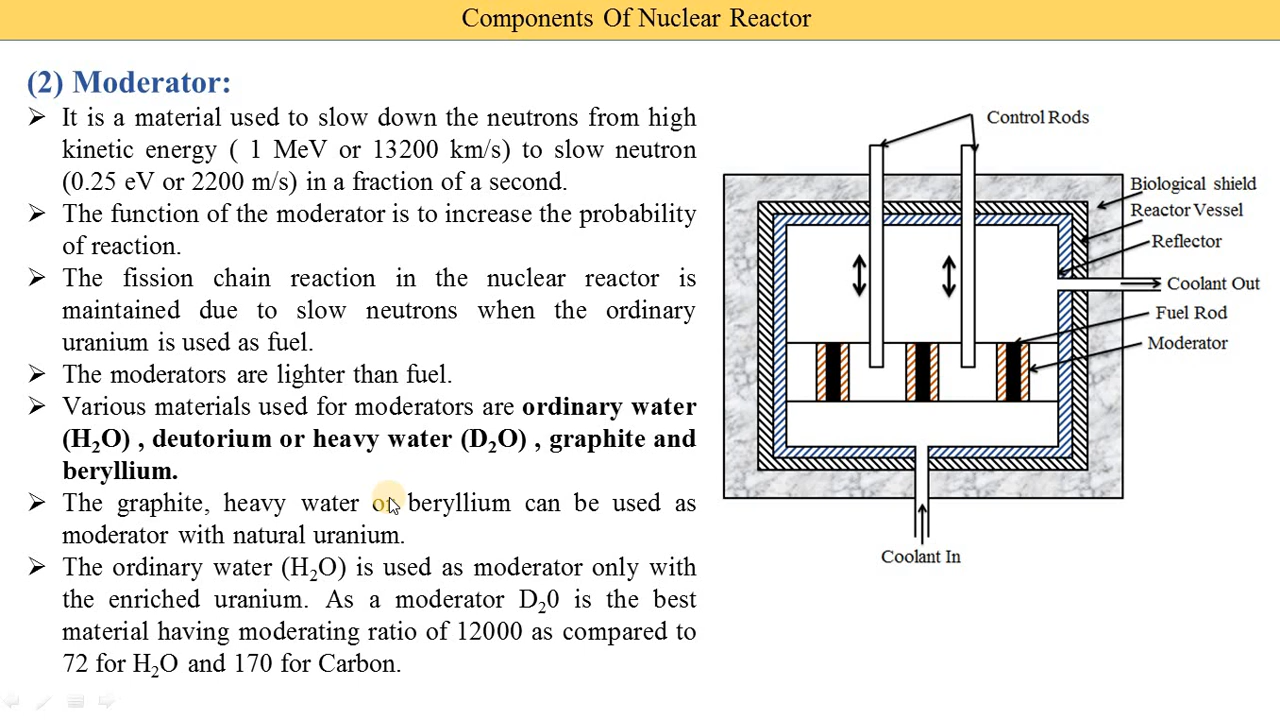 Components Of Nuclear Reactor
(2) Moderator:
➢ It is a material used to slow down the neutrons from high
kinetic energy ( 1 MeV or 13200 km/s) to slow neutron
(0.25 eV or 2200 m/s) in a fraction of a second.
➢ The function of the moderator is to increase the probability
of reaction.
➢ The fission chain reaction in the nuclear reactor is
maintained due to slow neutrons when the ordinary
uranium is used as fuel.
➢ The moderators are lighter than fuel.
➢ Various materials used for moderators are ordinary water
(H₂O) , deutorium or heavy water (D₂O) , graphite and
beryllium.
➢ The graphite, heavy water or beryllium can be used as
moderator with natural uranium.
➢ The ordinary water (H₂O) is used as moderator only with
the enriched uranium. As a moderator D₂0 is the best
material having moderating ratio of 12000 as compared to
72 for H₂O and 170 for Carbon.
Control Rods
Biological shield
Reactor Vessel
Reflector
Coolant Out
Fuel Rod
Moderator
Coolant In